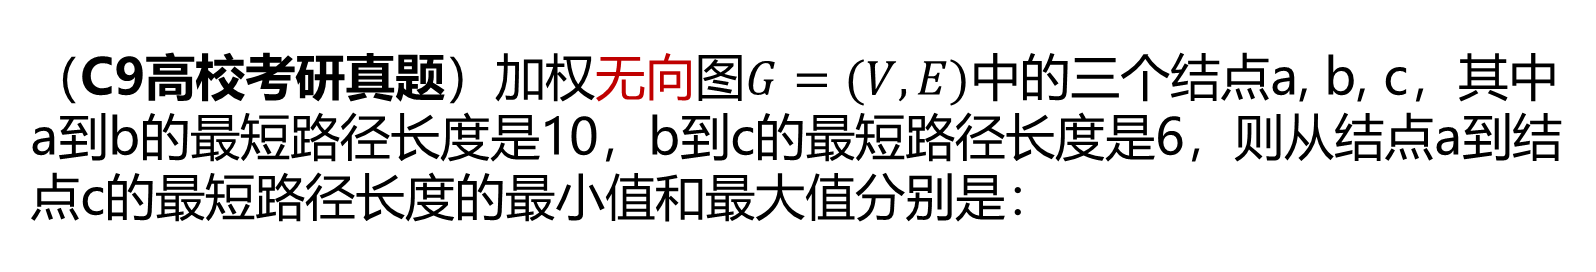 （C9高校考研真题）加权无向图G = (V, E)中的三个结点a, b, c，其中
a到b的最短路径长度是10，b到c的最短路径长度是6，则从结点a到结
点c的最短路径长度的最小值和最大值分别是：